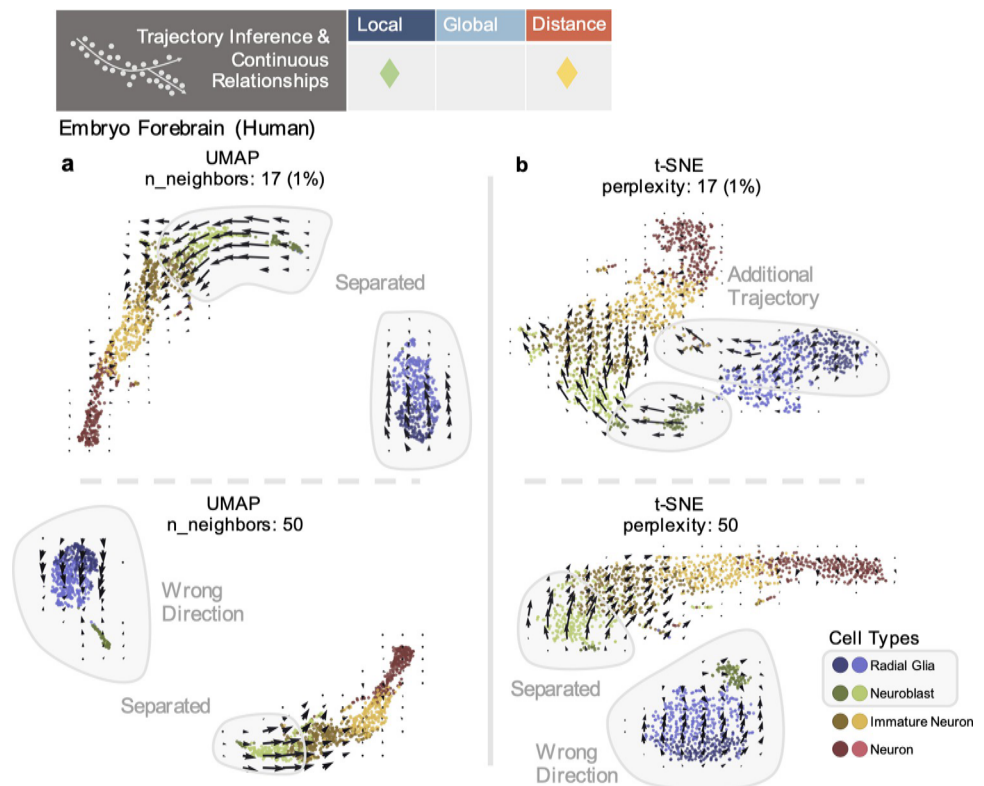 Trajectory Inference &
Continuous
Relationships
Local
Global
Distance
Embryo Forebrain (Human)
a
UMAP
n_neighbors: 17 (1%)
Separated
b
t-SNE
perplexity: 17 (1%)
Additional
Trajectory
UMAP
n_neighbors: 50
Wrong
Direction
Separated
t-SNE
perplexity: 50
Separated
Wrong
Direction
Cell Types
Radial Glia
Neuroblast
Immature Neuron
Neuron